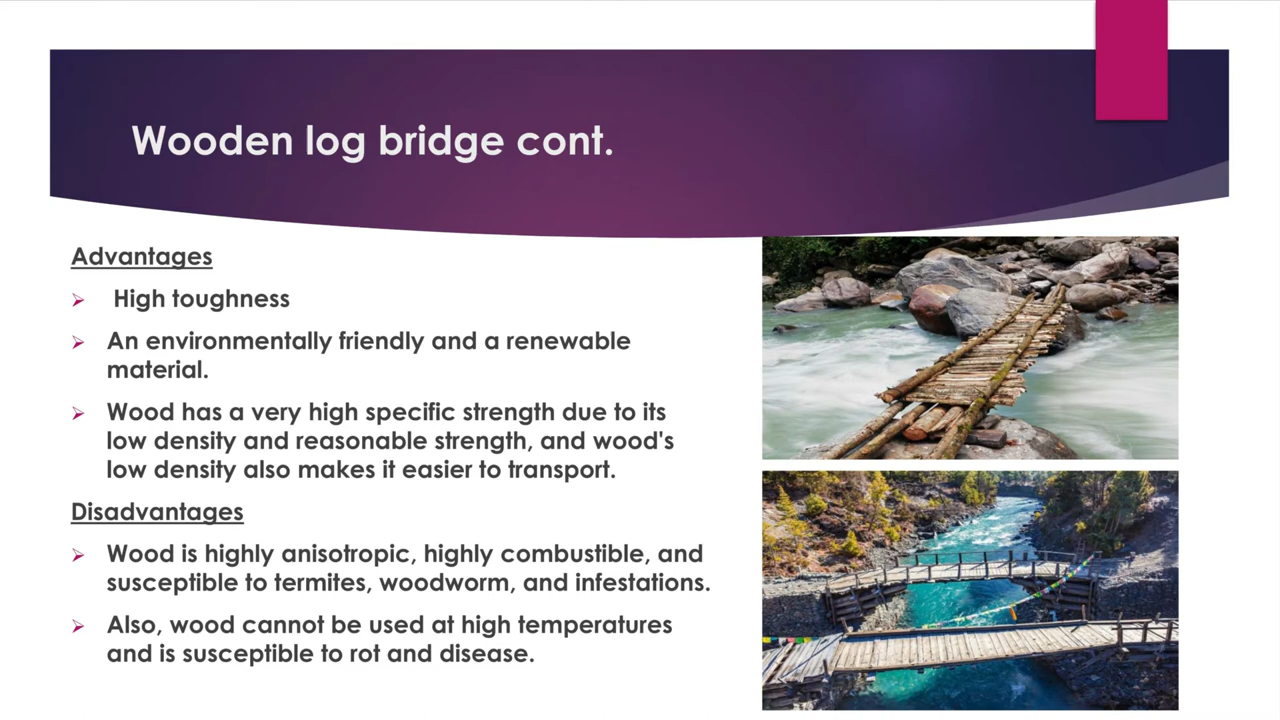 Wooden log bridge cont.
Advantages
High toughness
An environmentally friendly and a renewable
material.
Wood has a very high specific strength due to its
low density and reasonable strength, and wood's
low density also makes it easier to transport.
Disadvantages
Wood is highly anisotropic, highly combustible, and
susceptible to termites, woodworm, and infestations.
Also, wood cannot be used at high temperatures
and is susceptible to rot and disease.